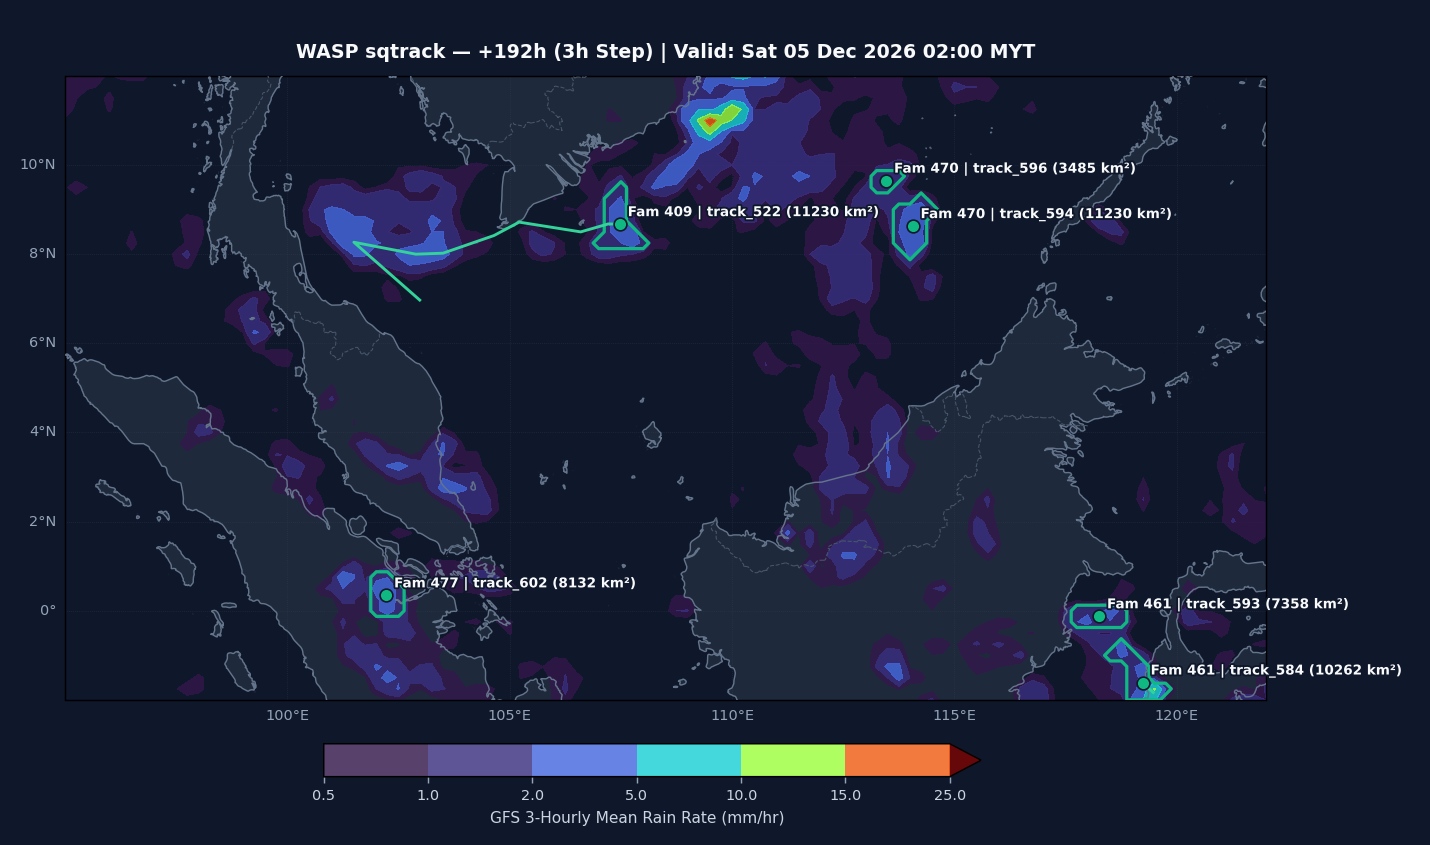 WASP sqtrack — +192h (3h Step) | Valid: Sat 05 Dec 2026 02:00 MYT
10°N
8°N
6°N
4°N
2°N
0°
Fam 470 | track_596 (3485 km²)
Fam 409 | track_522 (11230 km²)
Fam 470 | track_594 (11230 km²)
Fam 477 | track_602 (8132 km²)
Fam 461 | track_593 (7358 km²)
Fam 461 | track_584 (10262 km²)
100°E 105°E 110°E 115°E 120°E
0.5 1.0 2.0 5.0 10.0 15.0 25.0
GFS 3-Hourly Mean Rain Rate (mm/hr)